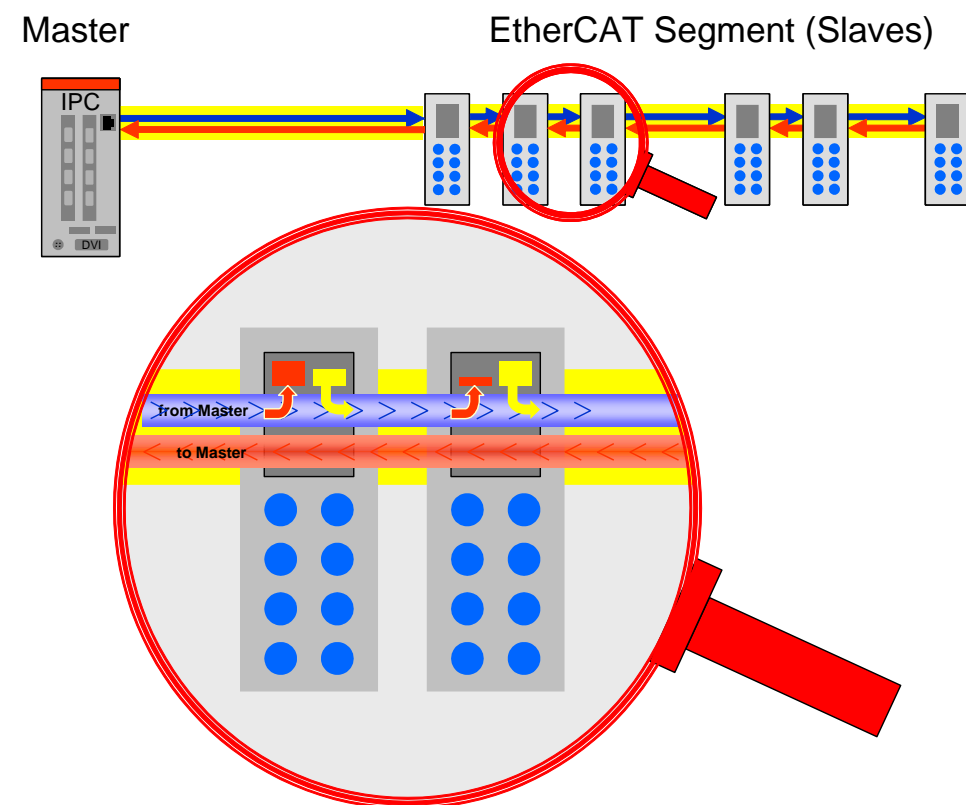 Master
EtherCAT Segment (Slaves)
IPC
DVI
from Master
to Master